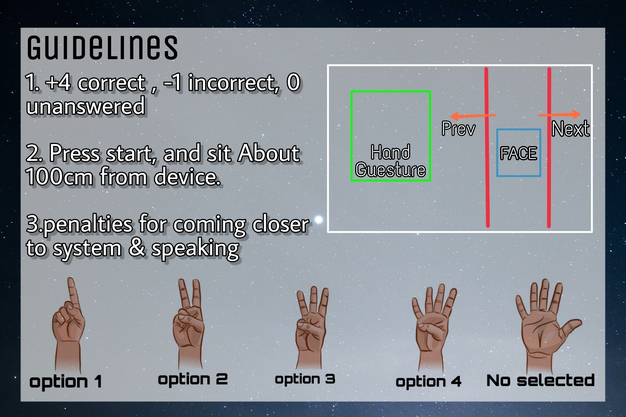 GUIDELINES
1. +4 correct , -1 incorrect, 0
unanswered
2. Press start, and sit About
100cm from device.
3.penalties for coming closer
to system & speaking
Prev
Next
Hand
Guesture
FACE
option 1
option 2
option 3
option 4
No selected